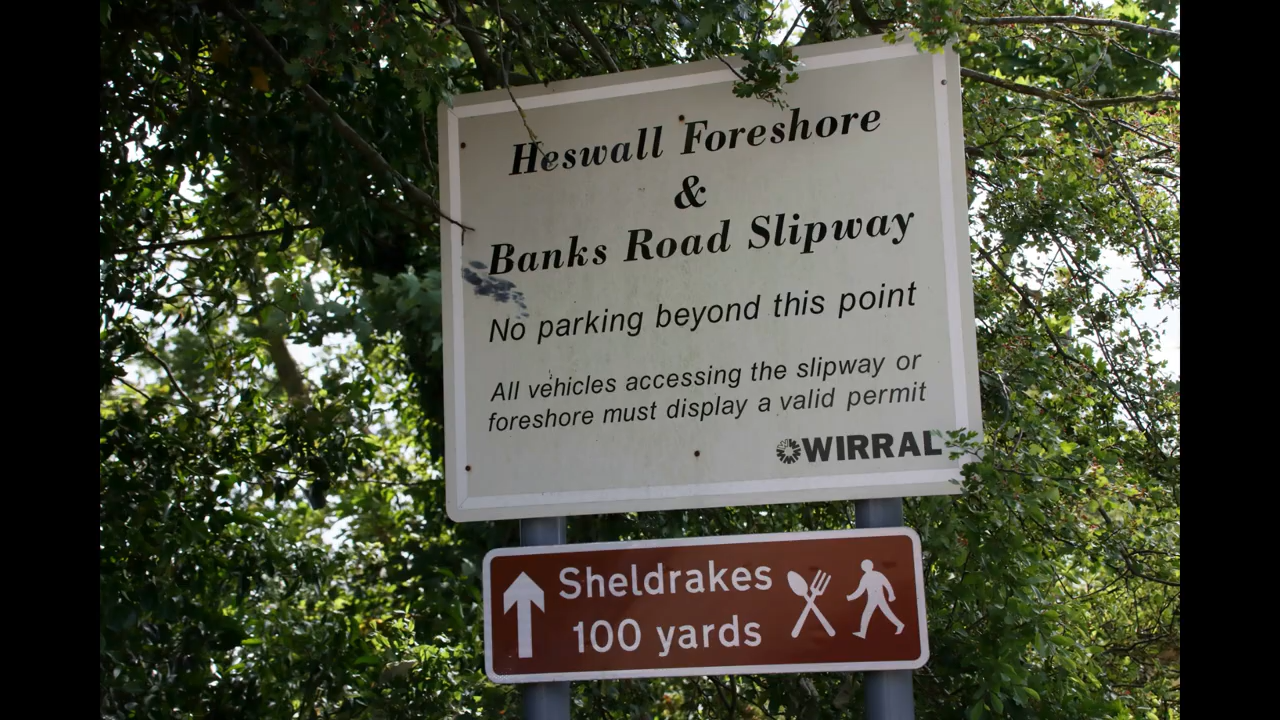 Heswall Foreshore
&
Banks Road Slipway
No parking beyond this point
All vehicles accessing the slipway or
foreshore must display a valid permit
WIRRAL
Sheldrakes
100 yards